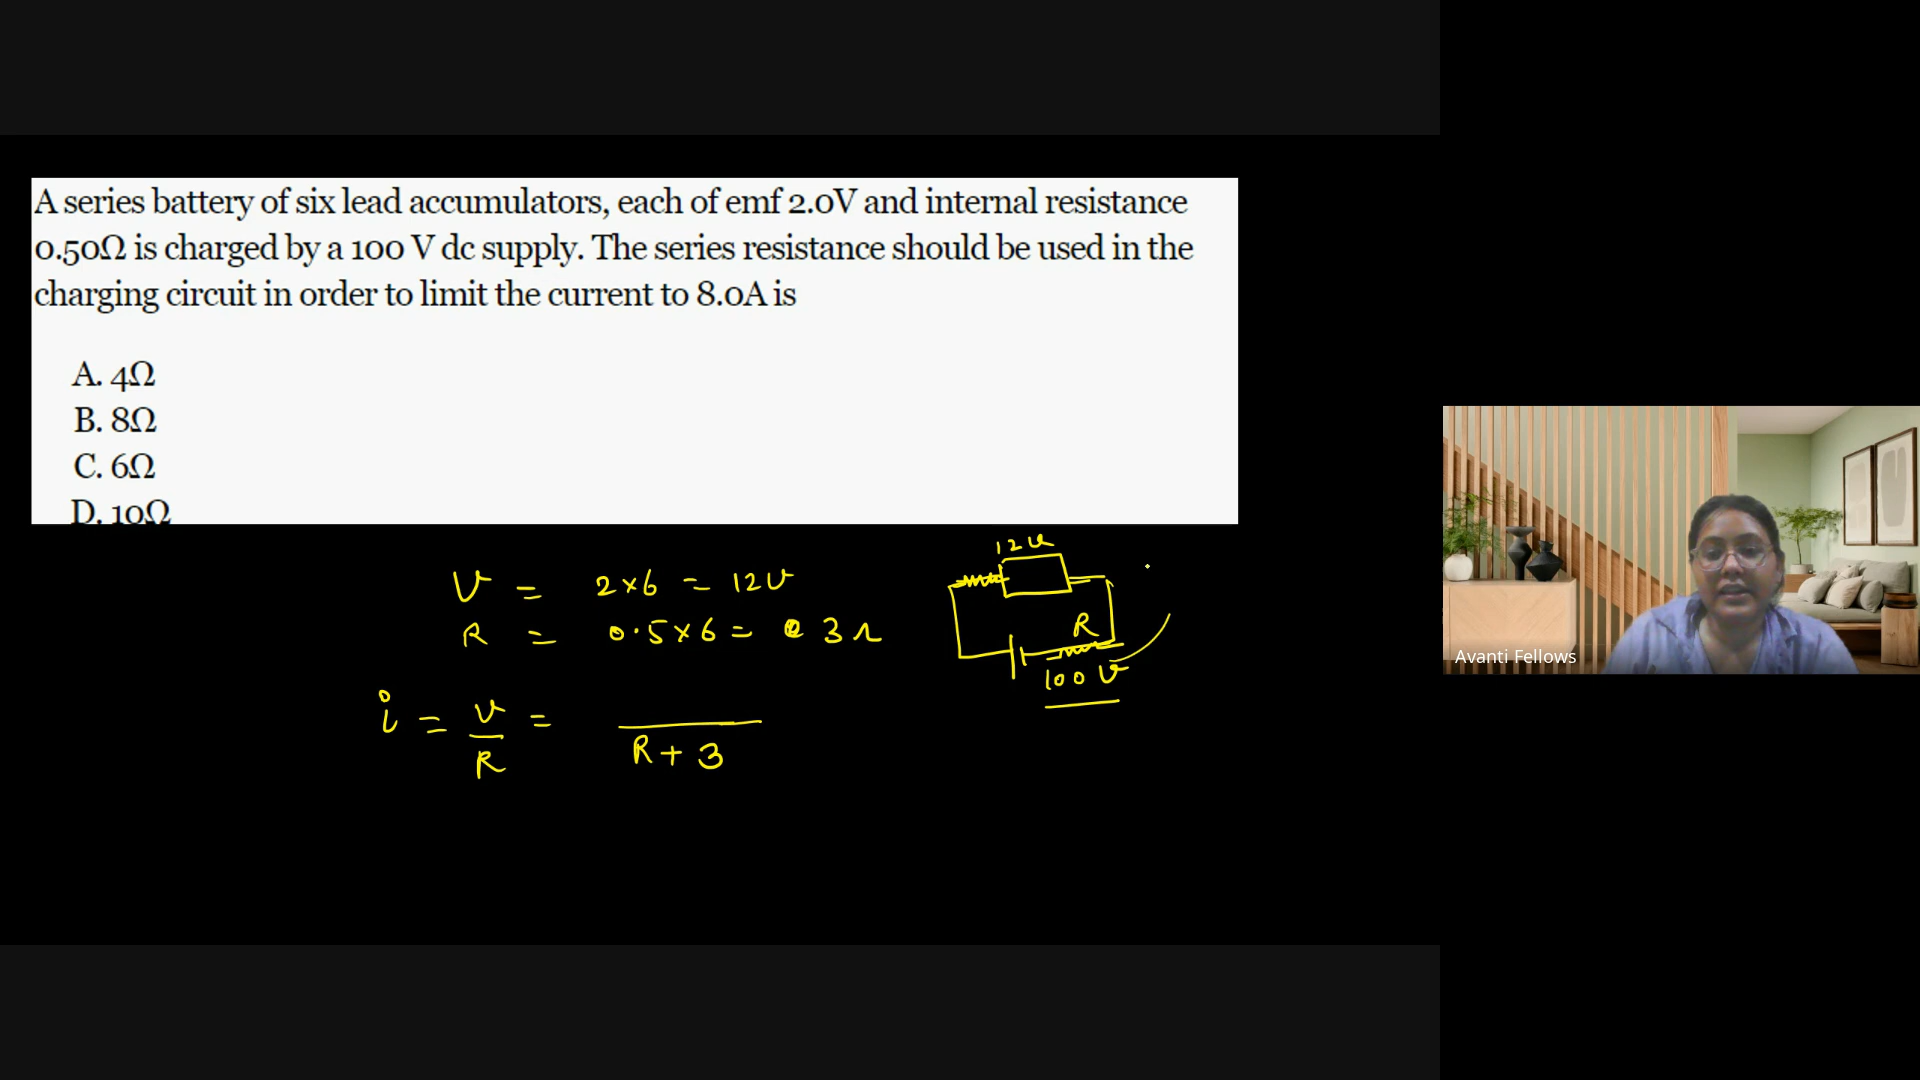 A series battery of six lead accumulators, each of emf 2.0V and internal resistance
0.50Ω is charged by a 100 V dc supply. The series resistance should be used in the
charging circuit in order to limit the current to 8.0A is
A. 4Ω
B. 8Ω
C. 6Ω
D. 10Ω
V = 2×6 = 12V
R = 0.5×6 = 3Ω
i = V/R = /R+3
12V
R
100 V
Avanti Fellows